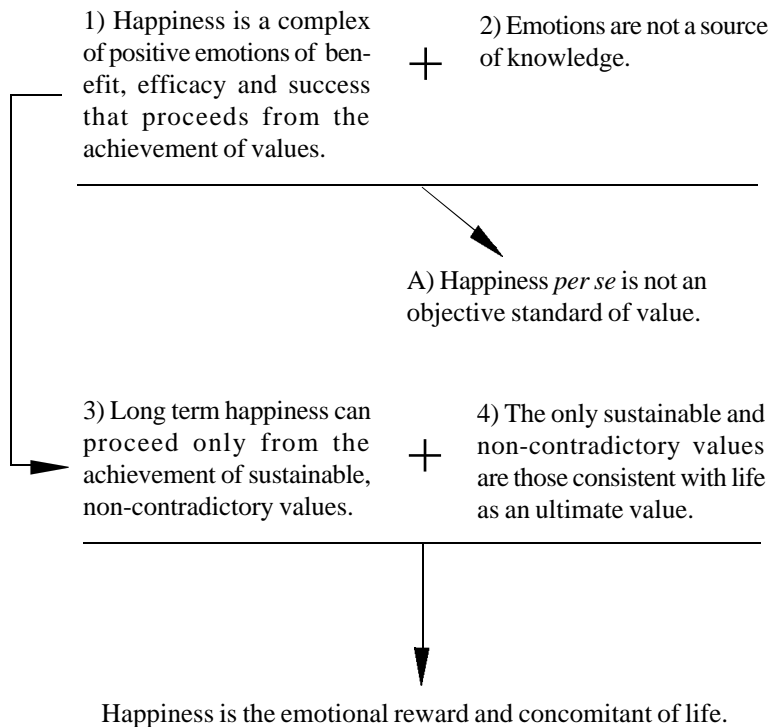 1) Happiness is a complex
of positive emotions of ben-
efit, efficacy and success
that proceeds from the
achievement of values.
+
2) Emotions are not a source
of knowledge.
A) Happiness per se is not an
objective standard of value.
3) Long term happiness can
proceed only from the
achievement of sustainable,
non-contradictory values.
+
4) The only sustainable and
non-contradictory values
are those consistent with life
as an ultimate value.
Happiness is the emotional reward and concomitant of life.